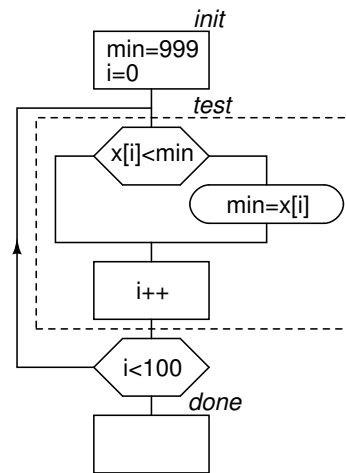 init
min=999
i=0
test
x[i]<min
min=x[i]
i++
i<100
done